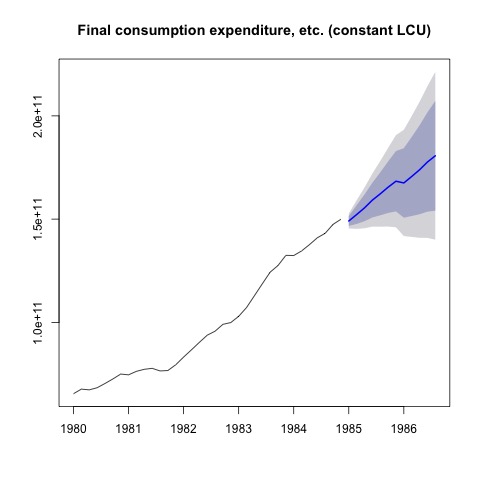 Final consumption expenditure, etc. (constant LCU)
2.0e+11
1.5e+11
1.0e+11
1980 1981 1982 1983 1984 1985 1986